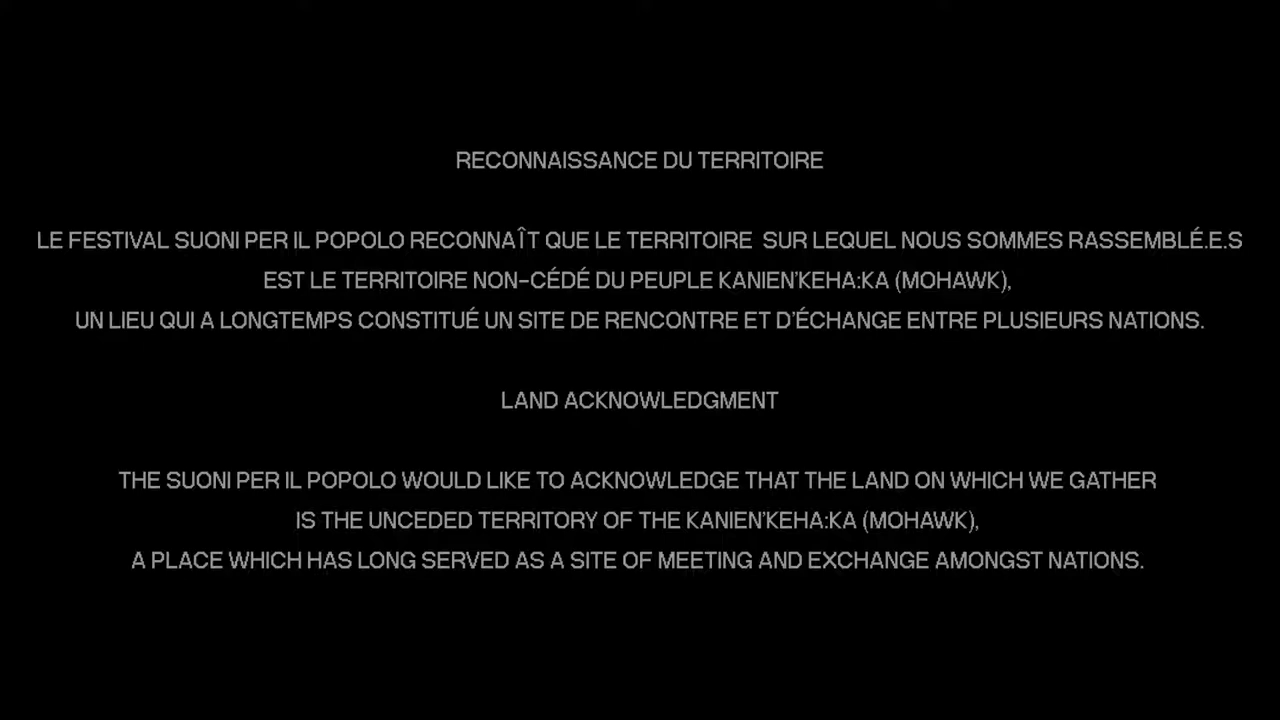 RECONNAISSANCE DU TERRITOIRE
LE FESTIVAL SUONI PER IL POPOLO RECONNAÎT QUE LE TERRITOIRE SUR LEQUEL NOUS SOMMES RASSEMBLÉ.E.S
EST LE TERRITOIRE NON-CÉDÉ DU PEUPLE KANIEN'KEHA:KA (MOHAWK),
UN LIEU QUI A LONGTEMPS CONSTITUÉ UN SITE DE RENCONTRE ET D'ÉCHANGE ENTRE PLUSIEURS NATIONS.
LAND ACKNOWLEDGMENT
THE SUONI PER IL POPOLO WOULD LIKE TO ACKNOWLEDGE THAT THE LAND ON WHICH WE GATHER
IS THE UNCEDED TERRITORY OF THE KANIEN'KEHA:KA (MOHAWK),
A PLACE WHICH HAS LONG SERVED AS A SITE OF MEETING AND EXCHANGE AMONGST NATIONS.